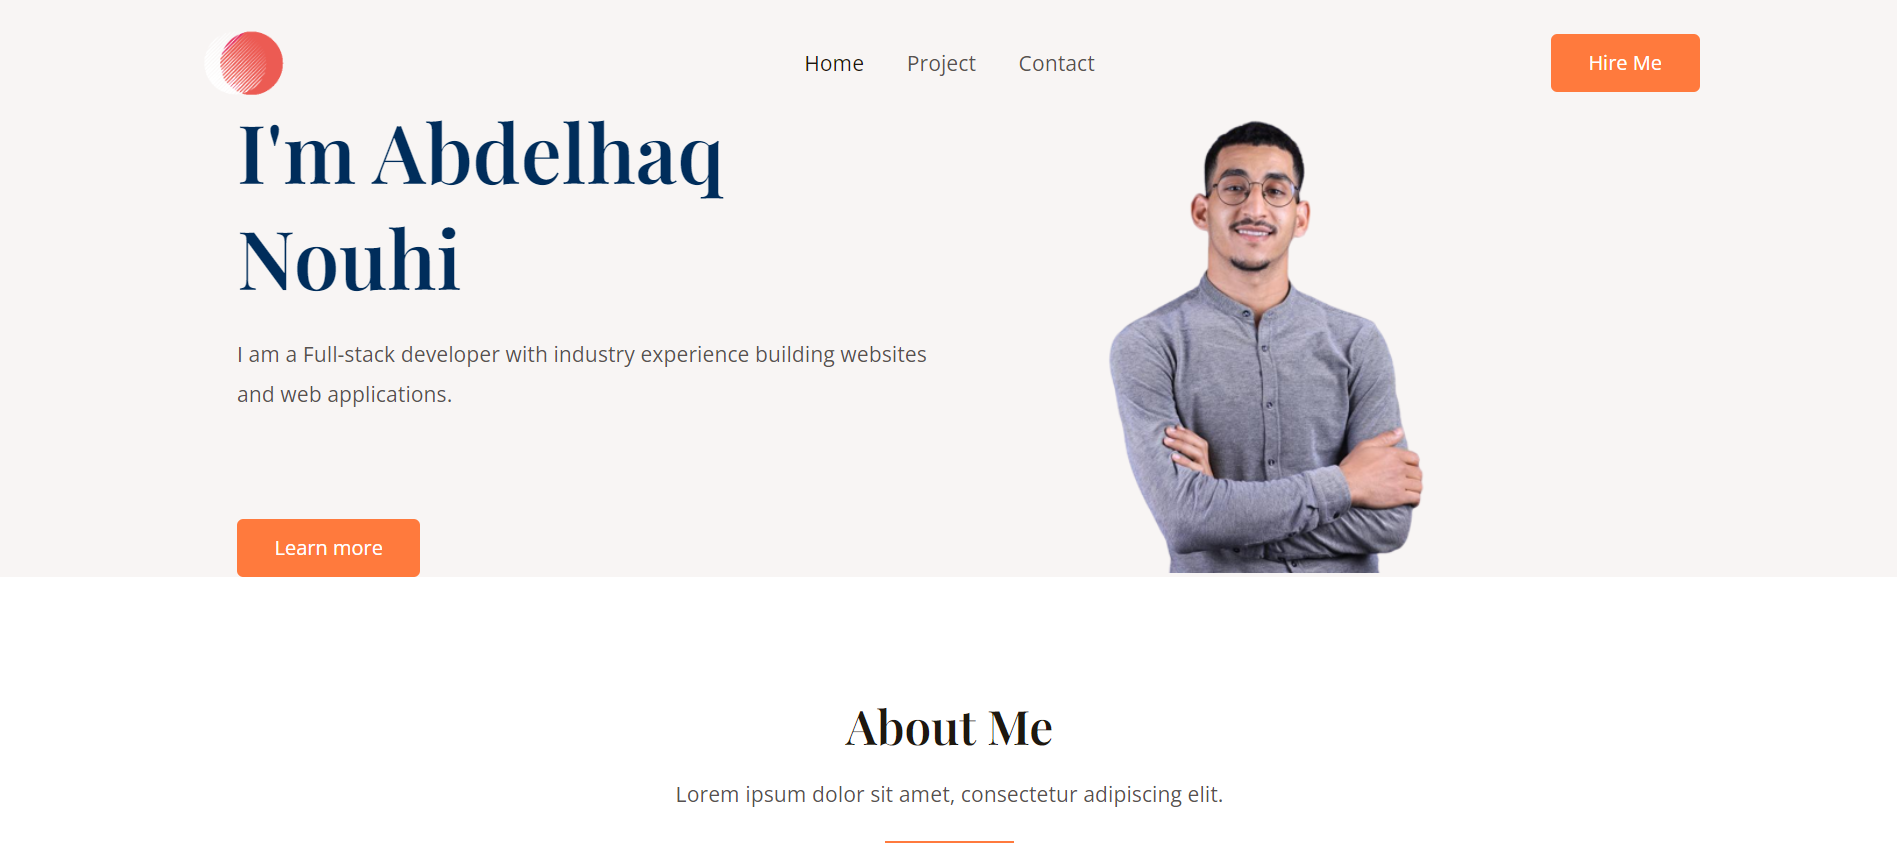 Home Project Contact
Hire Me
I'm Abdelhaq
Nouhi
I am a Full-stack developer with industry experience building websites
and web applications.
Learn more
About Me
Lorem ipsum dolor sit amet, consectetur adipiscing elit.